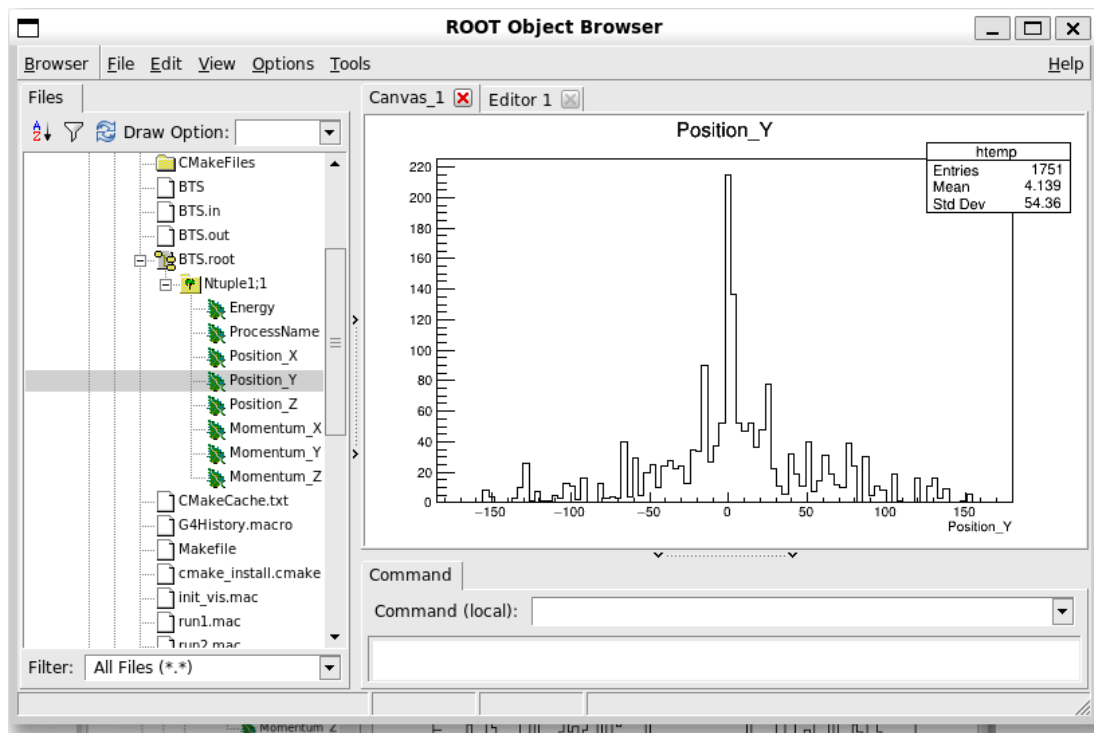 ROOT Object Browser
Browser File Edit View Options Tools Help
Files
Draw Option:
CMakeFiles
BTS
BTS.in
BTS.out
BTS.root
Ntuple1;1
Energy
ProcessName
Position_X
Position_Y
Position_Z
Momentum_X
Momentum_Y
Momentum_Z
CMakeCache.txt
G4History.macro
Makefile
cmake_install.cmake
init_vis.mac
run1.mac
run2.mac
Filter: All Files (*.*)
Canvas_1 Editor 1
Position_Y
htemp
Entries 1751
Mean 4.139
Std Dev 54.36
220
200
180
160
140
120
100
80
60
40
20
0
−150 −100 −50 0 50 100 150
Position_Y
Command
Command (local):
Momentum_Z